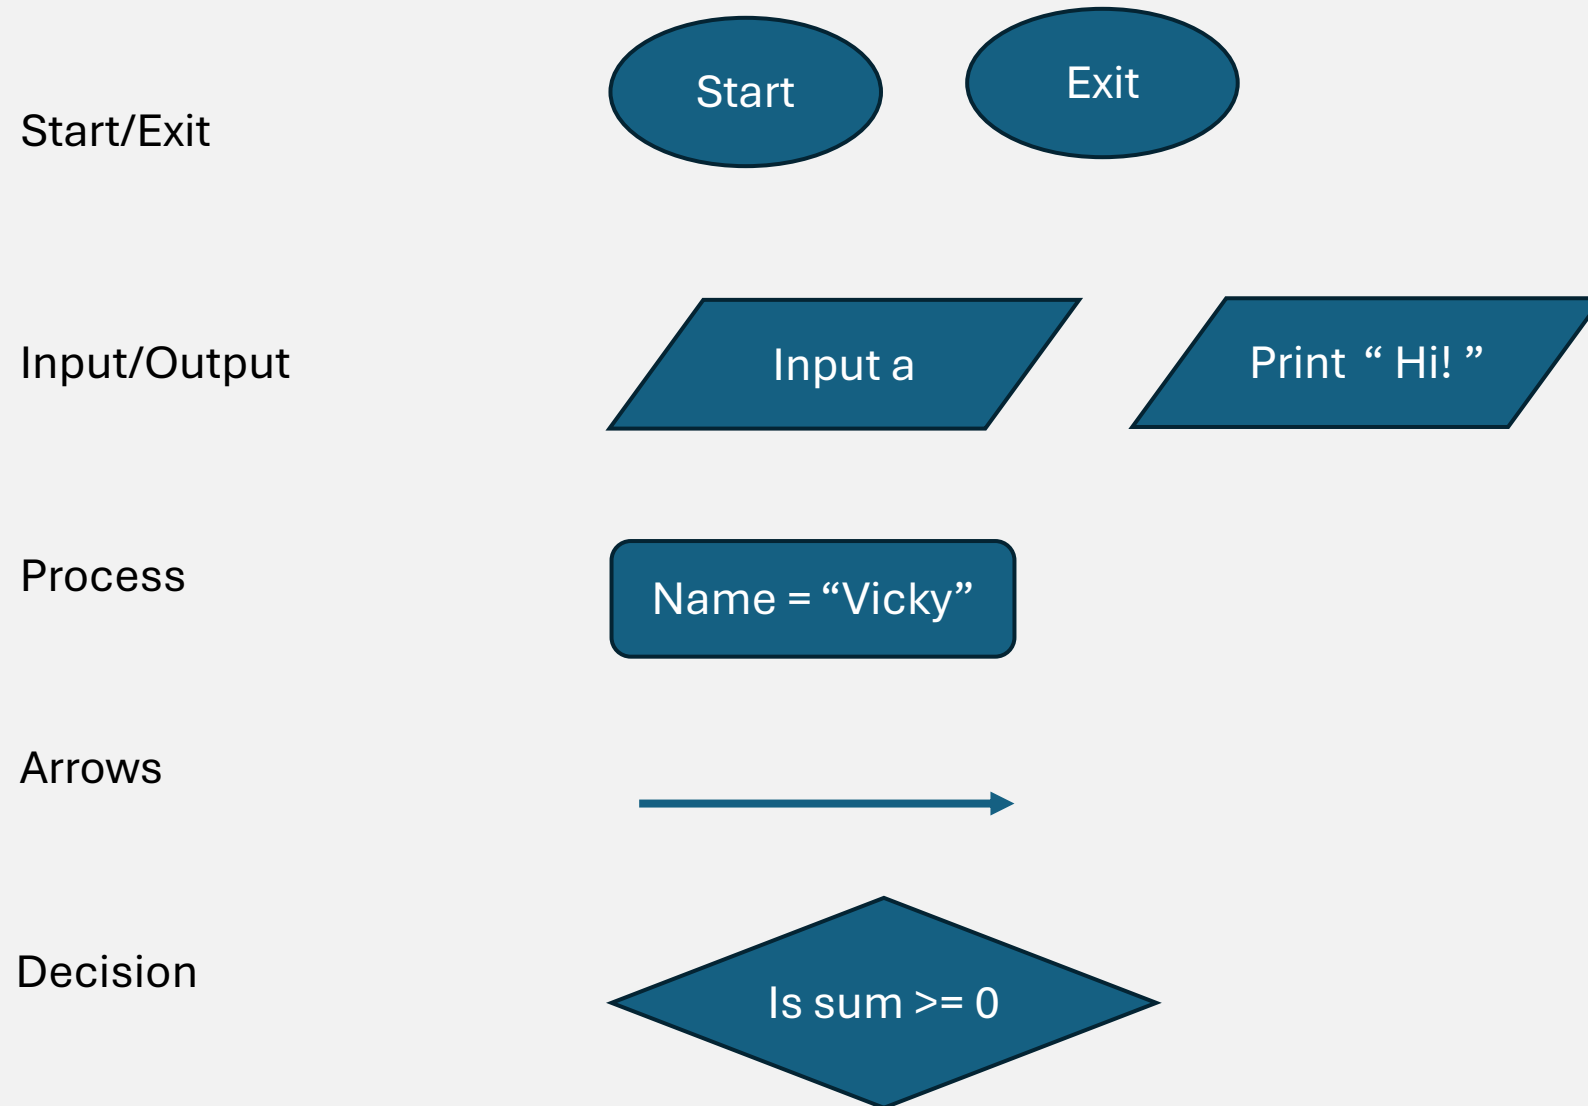 Start/Exit
Start
Exit
Input/Output
Input a
Print “ Hi! ”
Process
Name = “Vicky”
Arrows
Decision
Is sum >= 0